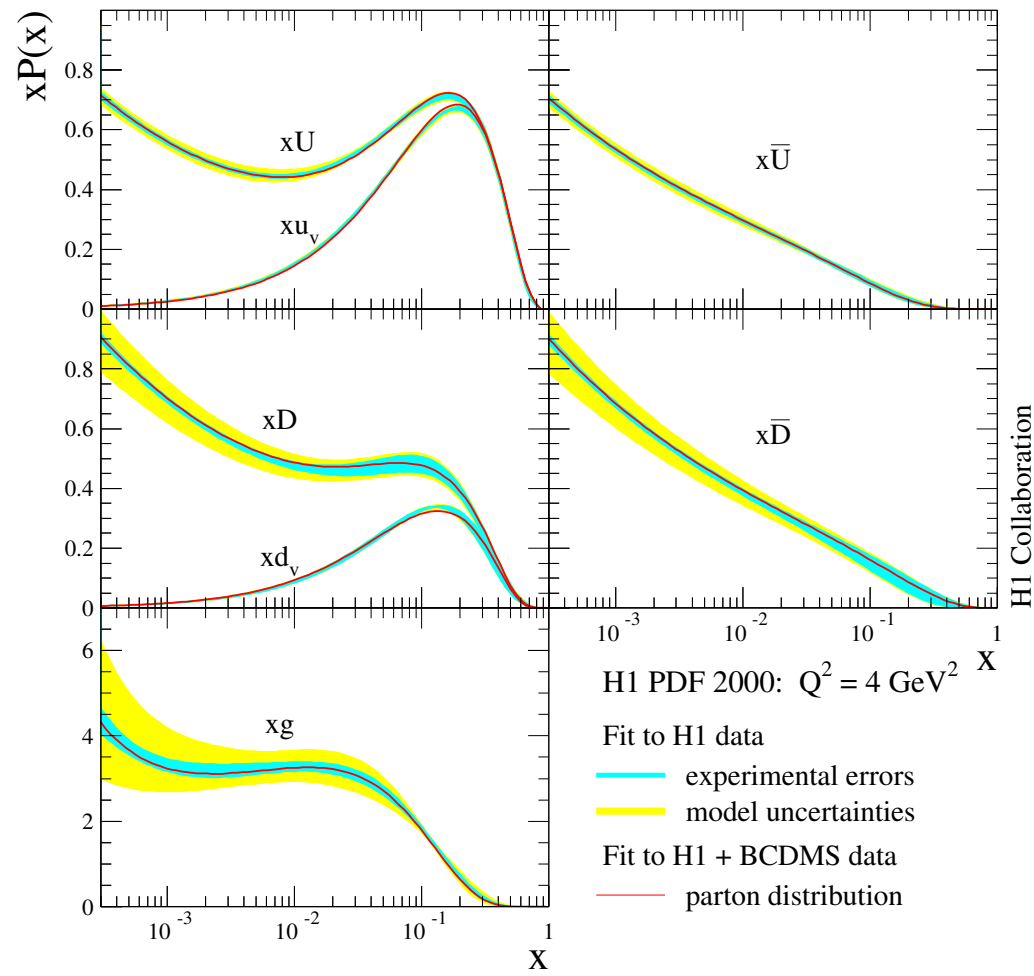 xP(x)
0.8
0.6
0.4
0.2
0
xU
xu_v
xU̅
0.8
0.6
0.4
0.2
0
xD
xd_v
xD̅
10^-3 10^-2 10^-1 1
x
6
4
2
0
xg
10^-3 10^-2 10^-1 1
x
H1 PDF 2000: Q^2 = 4 GeV^2
Fit to H1 data
experimental errors
model uncertainties
Fit to H1 + BCDMS data
parton distribution
H1 Collaboration